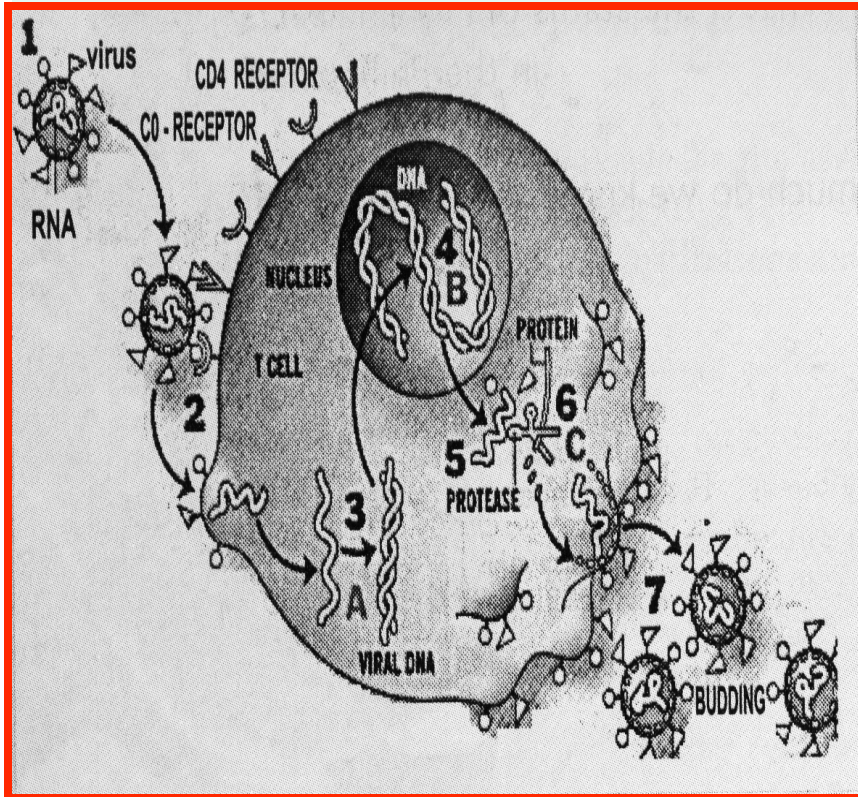 1
virus
CD4 RECEPTOR
C0 - RECEPTOR
RNA
DNA
4
NUCLEUS
B
PROTEIN
T CELL
2
6
5
C
PROTEASE
3
A
7
VIRAL DNA
BUDDING